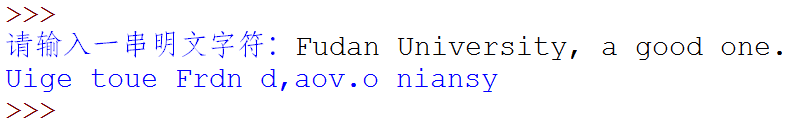 >>>
请输入一串明文字符：Fudan University, a good one.
Uige toue Frdn d,aov.o niansy
>>>